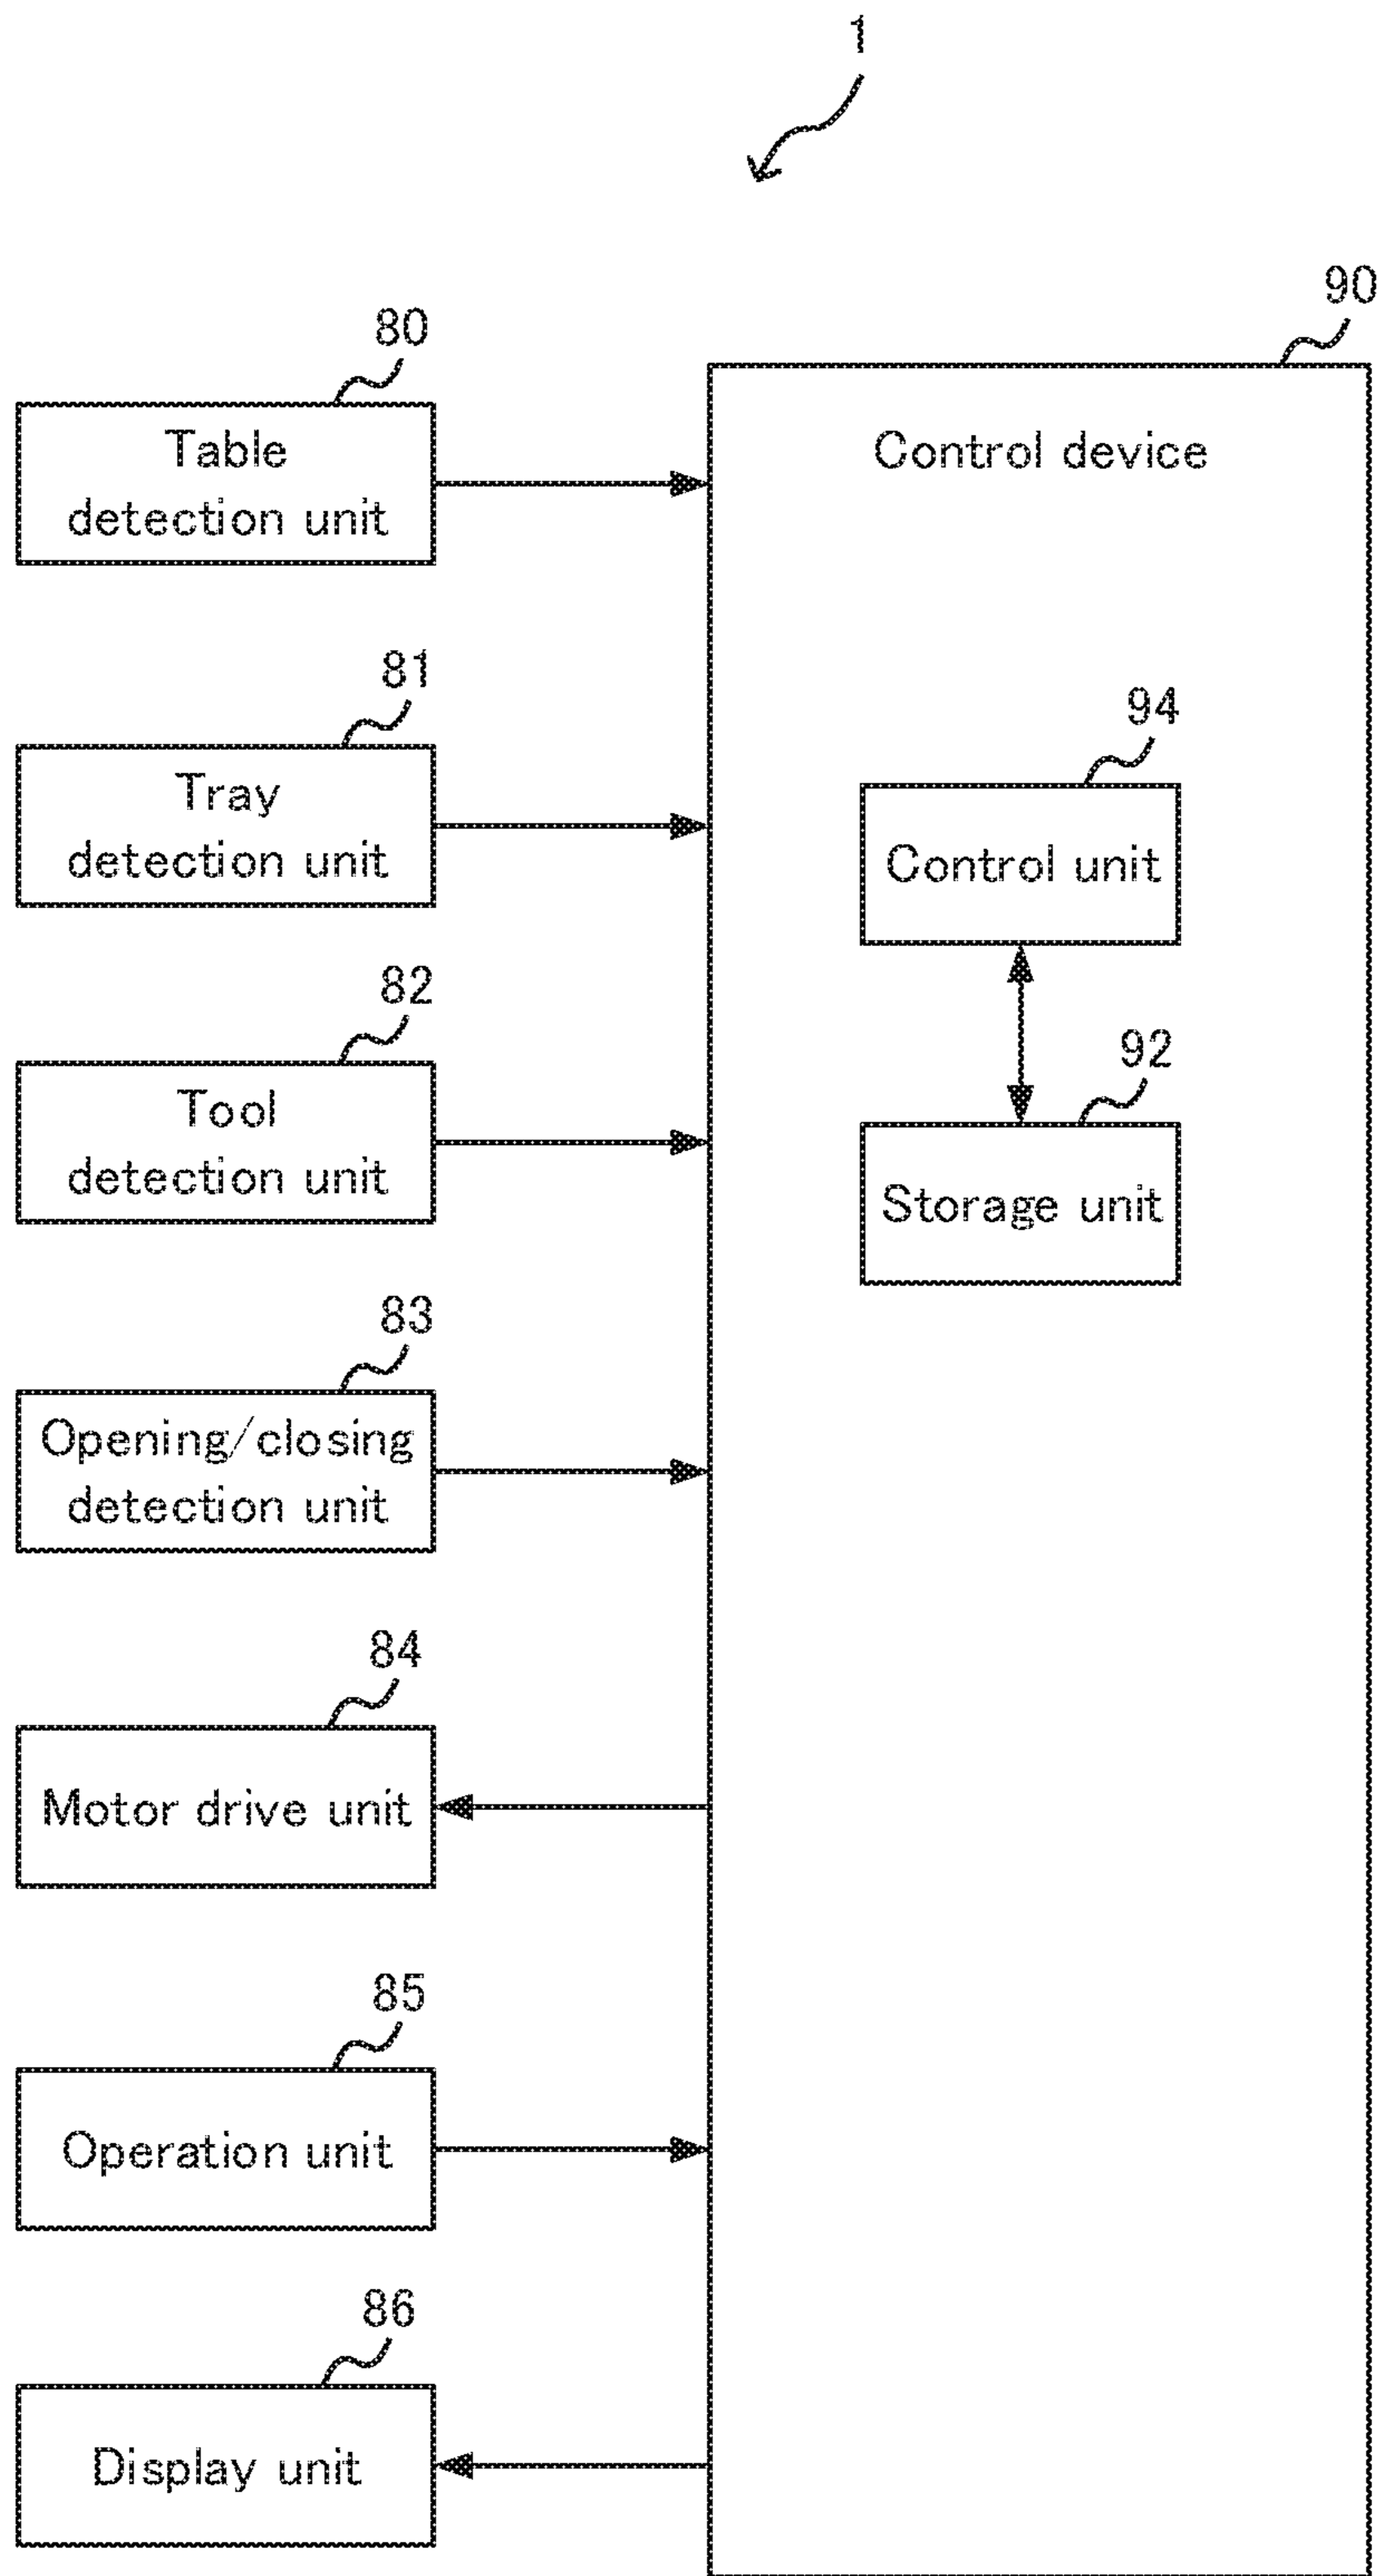 1
90
80
Table
detection unit
Control device
81
Tray
detection unit
94
Control unit
82
Tool
detection unit
92
Storage unit
83
Opening/closing
detection unit
84
Motor drive unit
85
Operation unit
86
Display unit